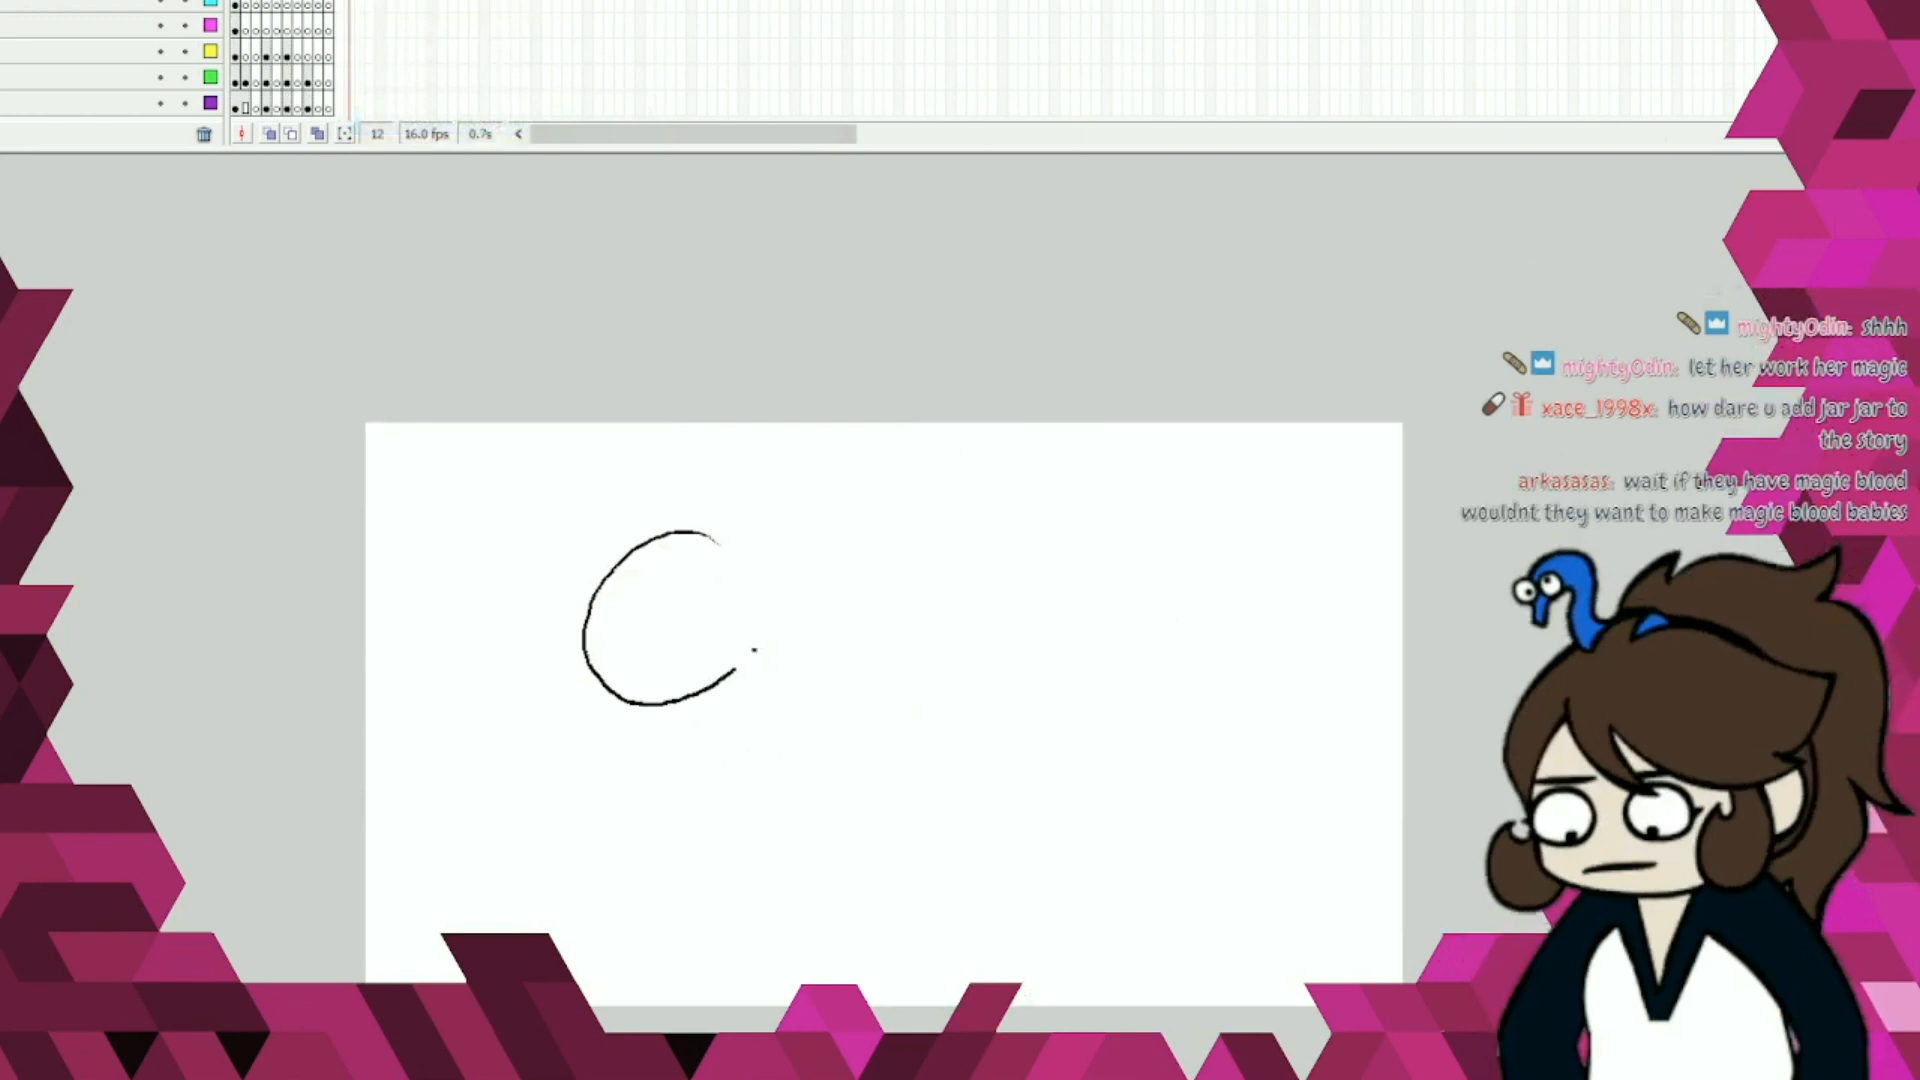 12 16.0 fps 0.7s
mightyOdin: shhh
mightyOdin: let her work her magic
xace_1998x: how dare u add jar jar to
the story
arkasasas: wait if they have magic blood
wouldnt they want to make magic blood babies